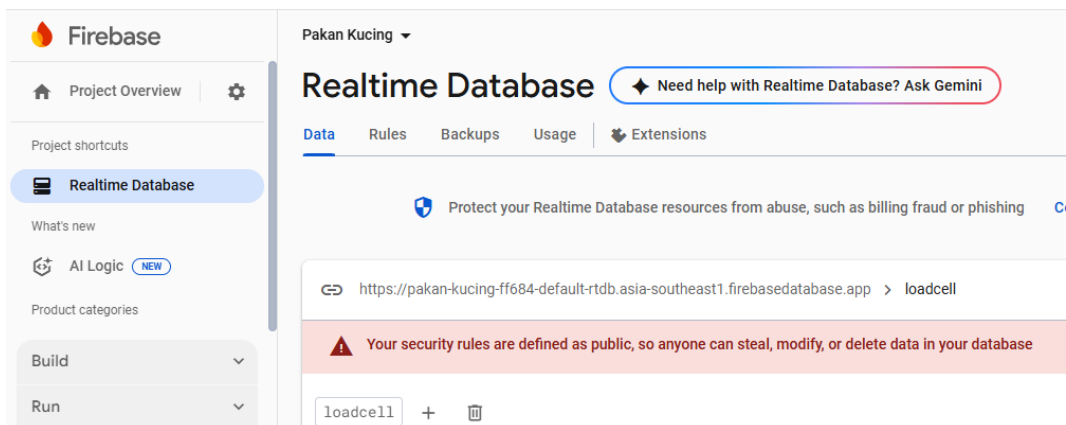 Firebase
Project Overview
Project shortcuts
Realtime Database
What's new
AI Logic NEW
Product categories
Build
Run
Pakan Kucing
Realtime Database
Need help with Realtime Database? Ask Gemini
Data Rules Backups Usage Extensions
Protect your Realtime Database resources from abuse, such as billing fraud or phishing
https://pakan-kucing-ff684-default-rtdb.asia-southeast1.firebasedatabase.app > loadcell
Your security rules are defined as public, so anyone can steal, modify, or delete data in your database
loadcell